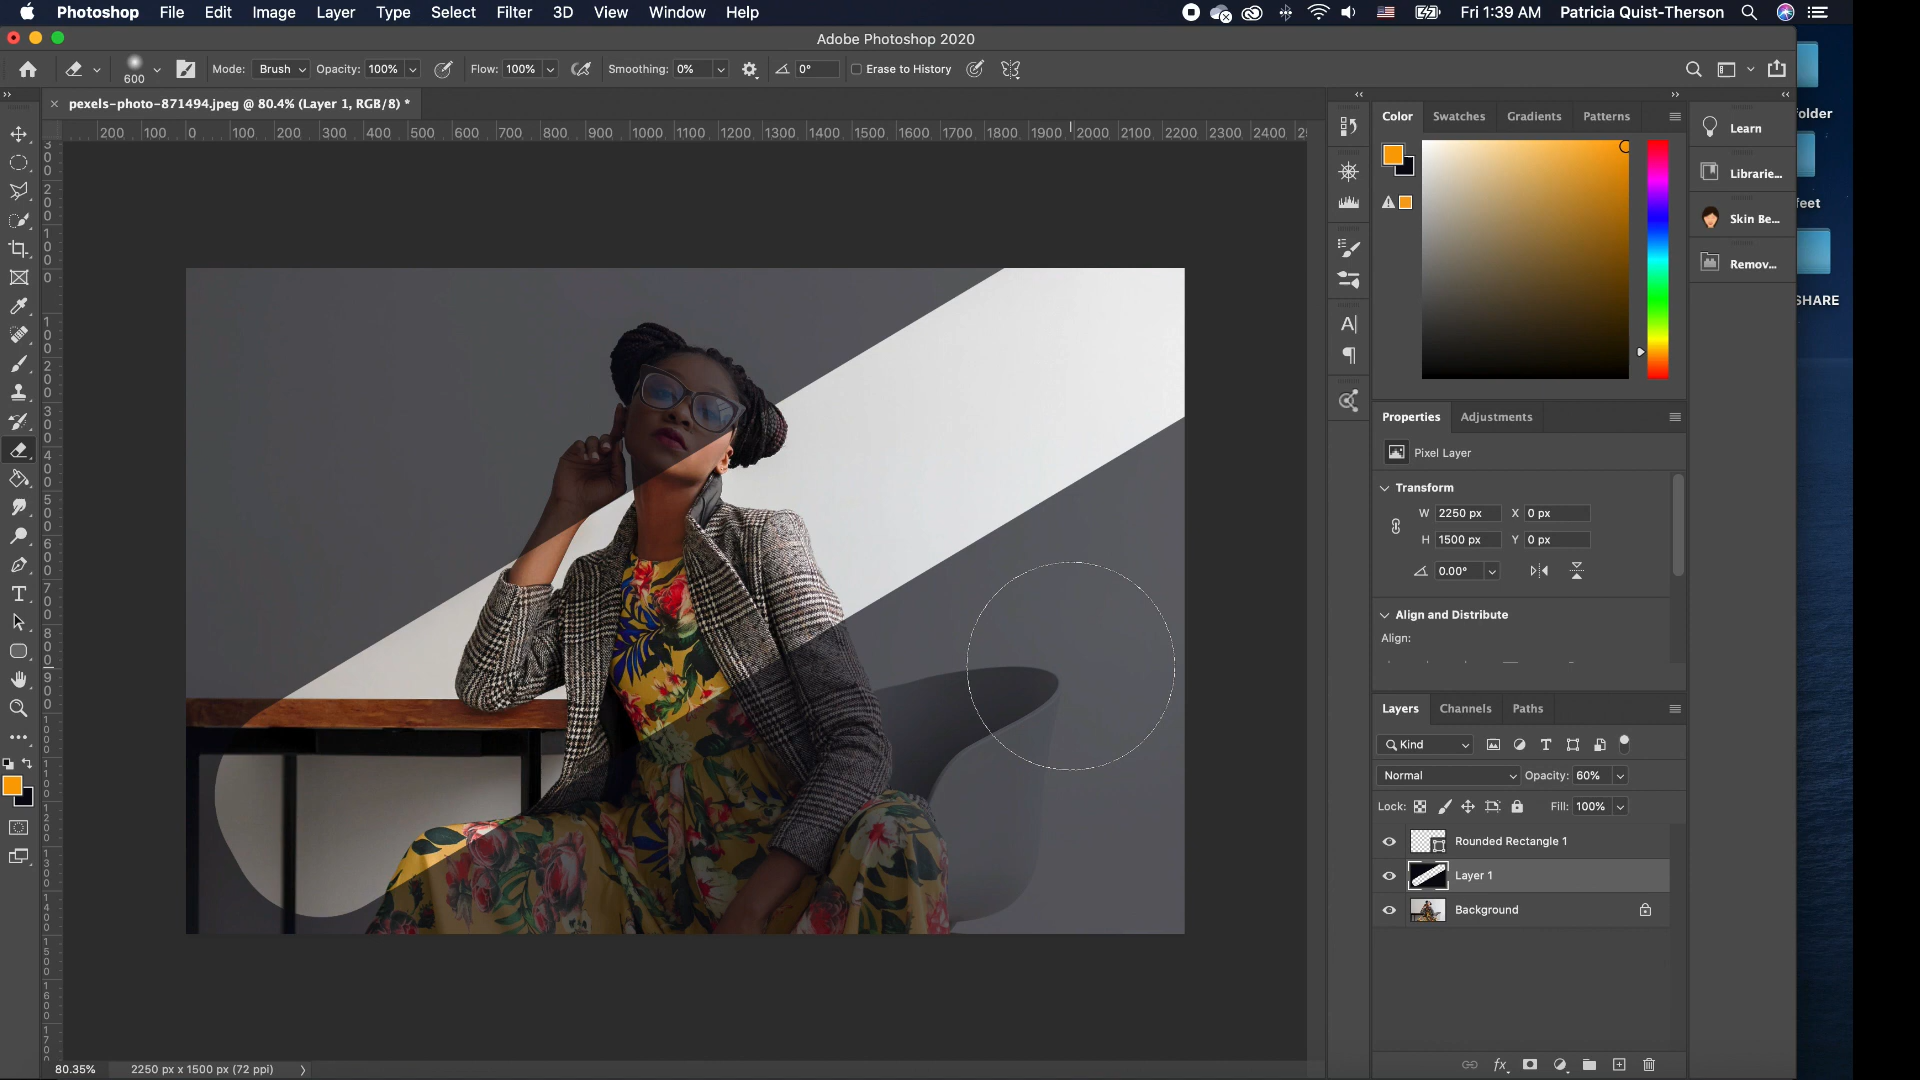 Photoshop File Edit Image Layer Type Select Filter 3D View Window Help Fri 1:39 AM Patricia Quist-Therson
Adobe Photoshop 2020
600 Mode: Brush Opacity: 100% Flow: 100% Smoothing: 0% 0° Erase to History
× pexels-photo-871494.jpeg @ 80.4% (Layer 1, RGB/8) *
200 100 0 100 200 300 400 500 600 700 800 900 1000 1100 1200 1300 1400 1500 1600 1700 1800 1900 2000 2100 2200 2300 2400
Color Swatches Gradients Patterns
Learn
Librarie...
Skin Be...
Remov...
older
feet
SHARE
Properties Adjustments
Pixel Layer
Transform
W 2250 px X 0 px
H 1500 px Y 0 px
0.00°
Align and Distribute
Align:
Layers Channels Paths
Kind
Normal Opacity: 60%
Lock: Fill: 100%
Rounded Rectangle 1
Layer 1
Background
80.35% 2250 px x 1500 px (72 ppi)